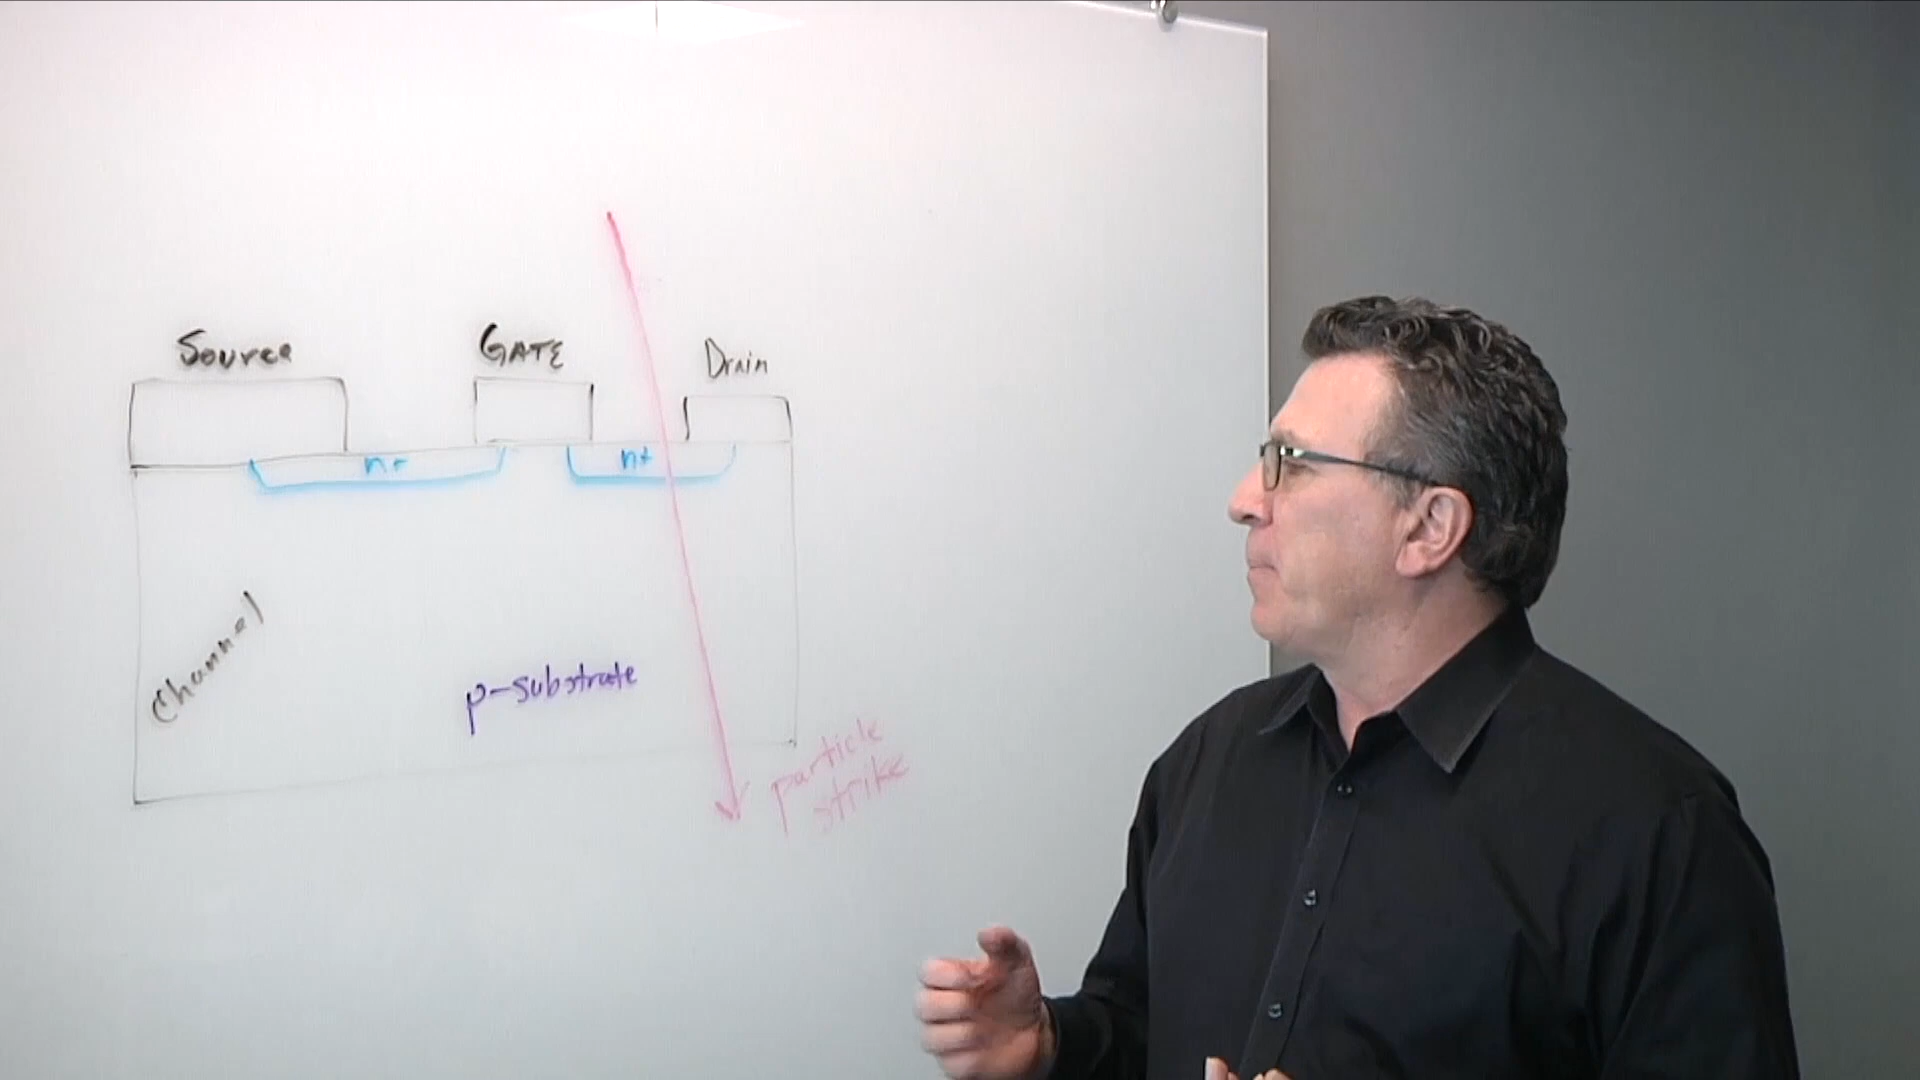 Source
GATE
Drain
n+
n+
Channel
p-substrate
particle
strike